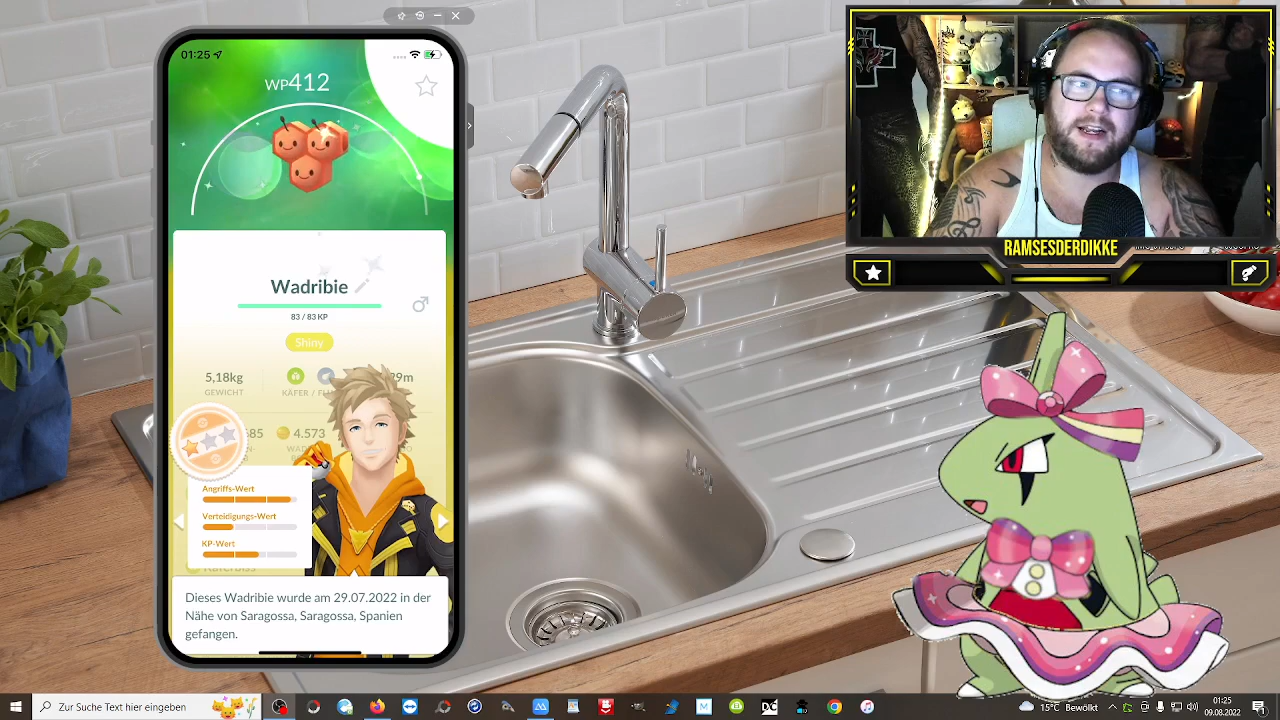 01:25
WP412
Wadribie
83 / 83 KP
Shiny
5,18kg
GEWICHT
KÄFER
4.573
Angriffs-Wert
Verteidigungs-Wert
KP-Wert
Dieses Wadribie wurde am 29.07.2022 in der
Nähe von Saragossa, Saragossa, Spanien
gefangen.
RAMSESDERDIKKE
Zur Suche Text hier eingeben
15°C Bewölkt
01:25
09.08.2022